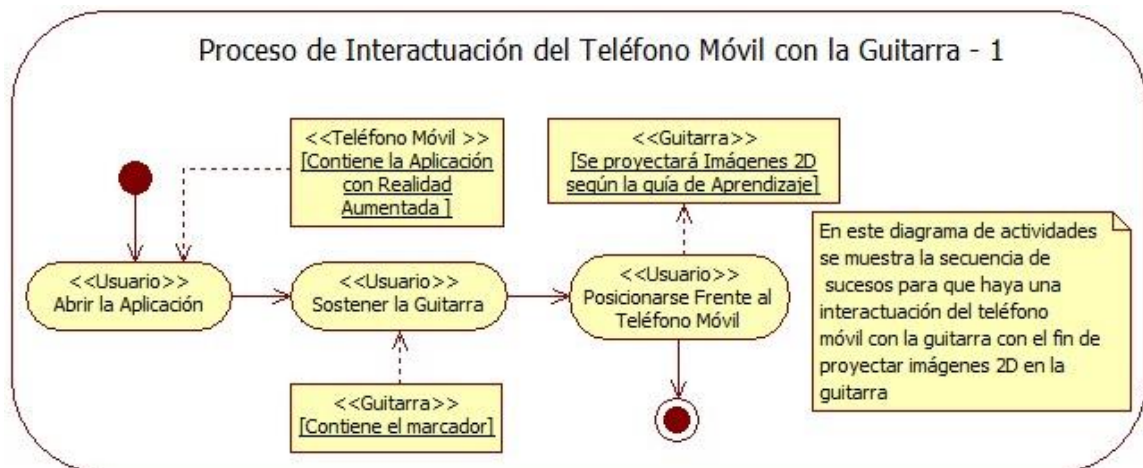 Proceso de Interactuación del Teléfono Móvil con la Guitarra - 1
<<Teléfono Móvil >>
[Contiene la Aplicación
con Realidad
Aumentada ]
<<Guitarra>>
[Se proyectará Imágenes 2D
según la guía de Aprendizaje]
<<Usuario>>
Abrir la Aplicación
<<Usuario>>
Sostener la Guitarra
<<Usuario>>
Posicionarse Frente al
Teléfono Móvil
<<Guitarra>>
[Contiene el marcador]
En este diagrama de actividades
se muestra la secuencia de
sucesos para que haya una
interactuación del teléfono
móvil con la guitarra con el fin de
proyectar imágenes 2D en la
guitarra